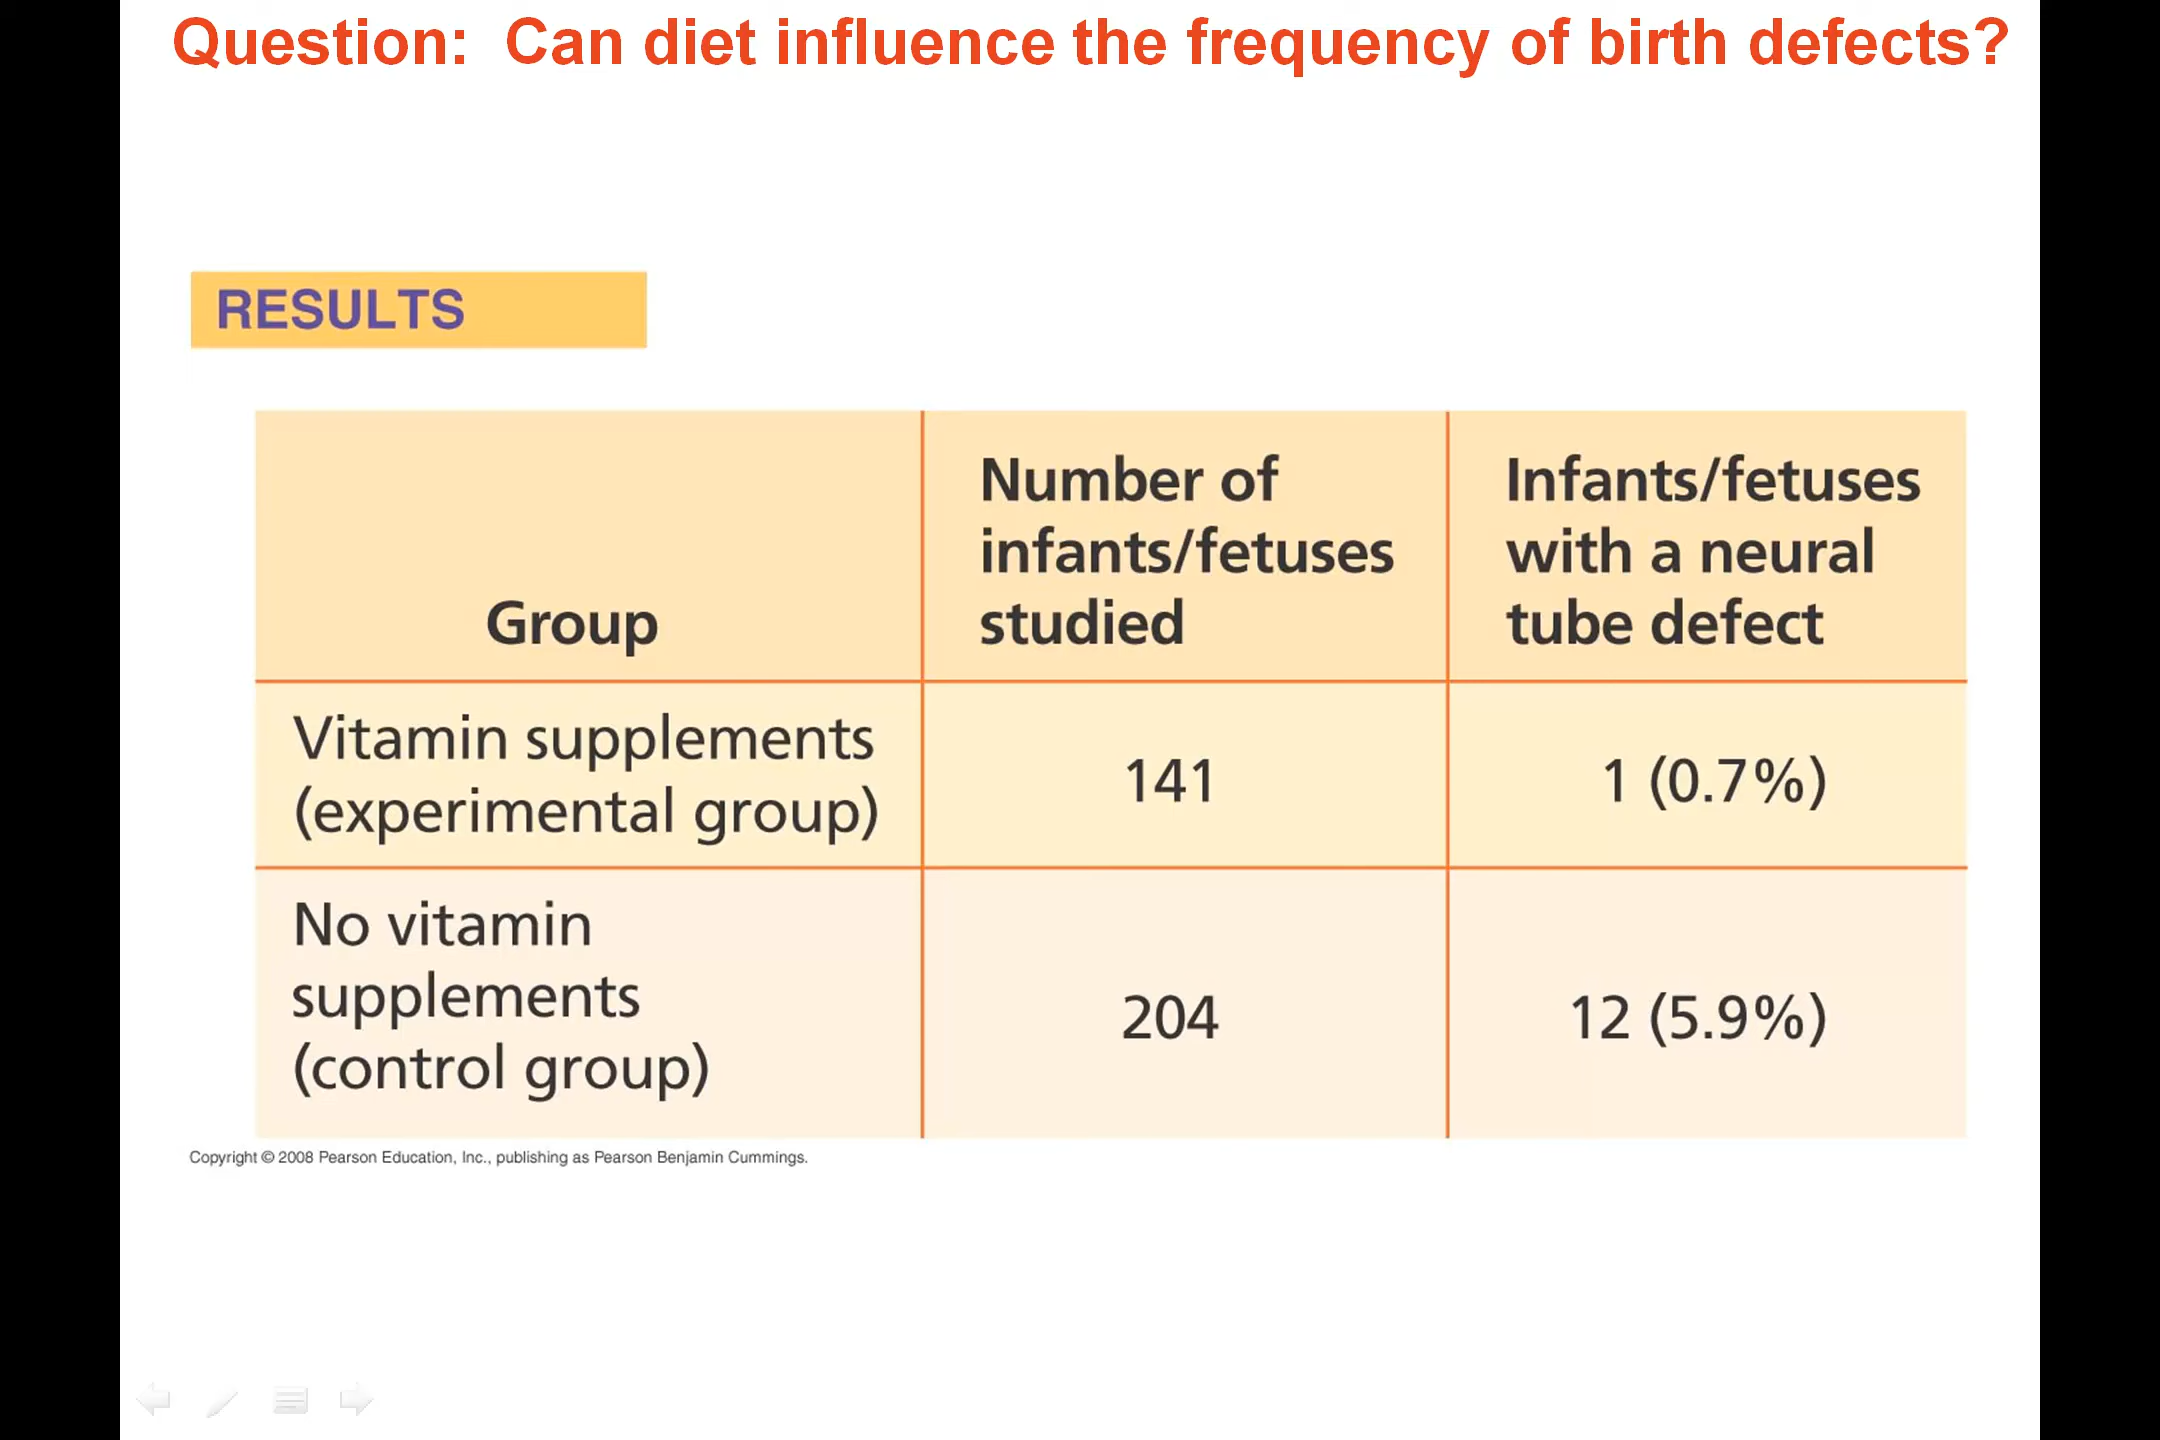 Question:  Can diet influence the frequency of birth defects?
RESULTS
Group
Number of
infants/fetuses
studied
Infants/fetuses
with a neural
tube defect
Vitamin supplements
(experimental group)
141
1 (0.7%)
No vitamin
supplements
(control group)
204
12 (5.9%)
Copyright © 2008 Pearson Education, Inc., publishing as Pearson Benjamin Cummings.